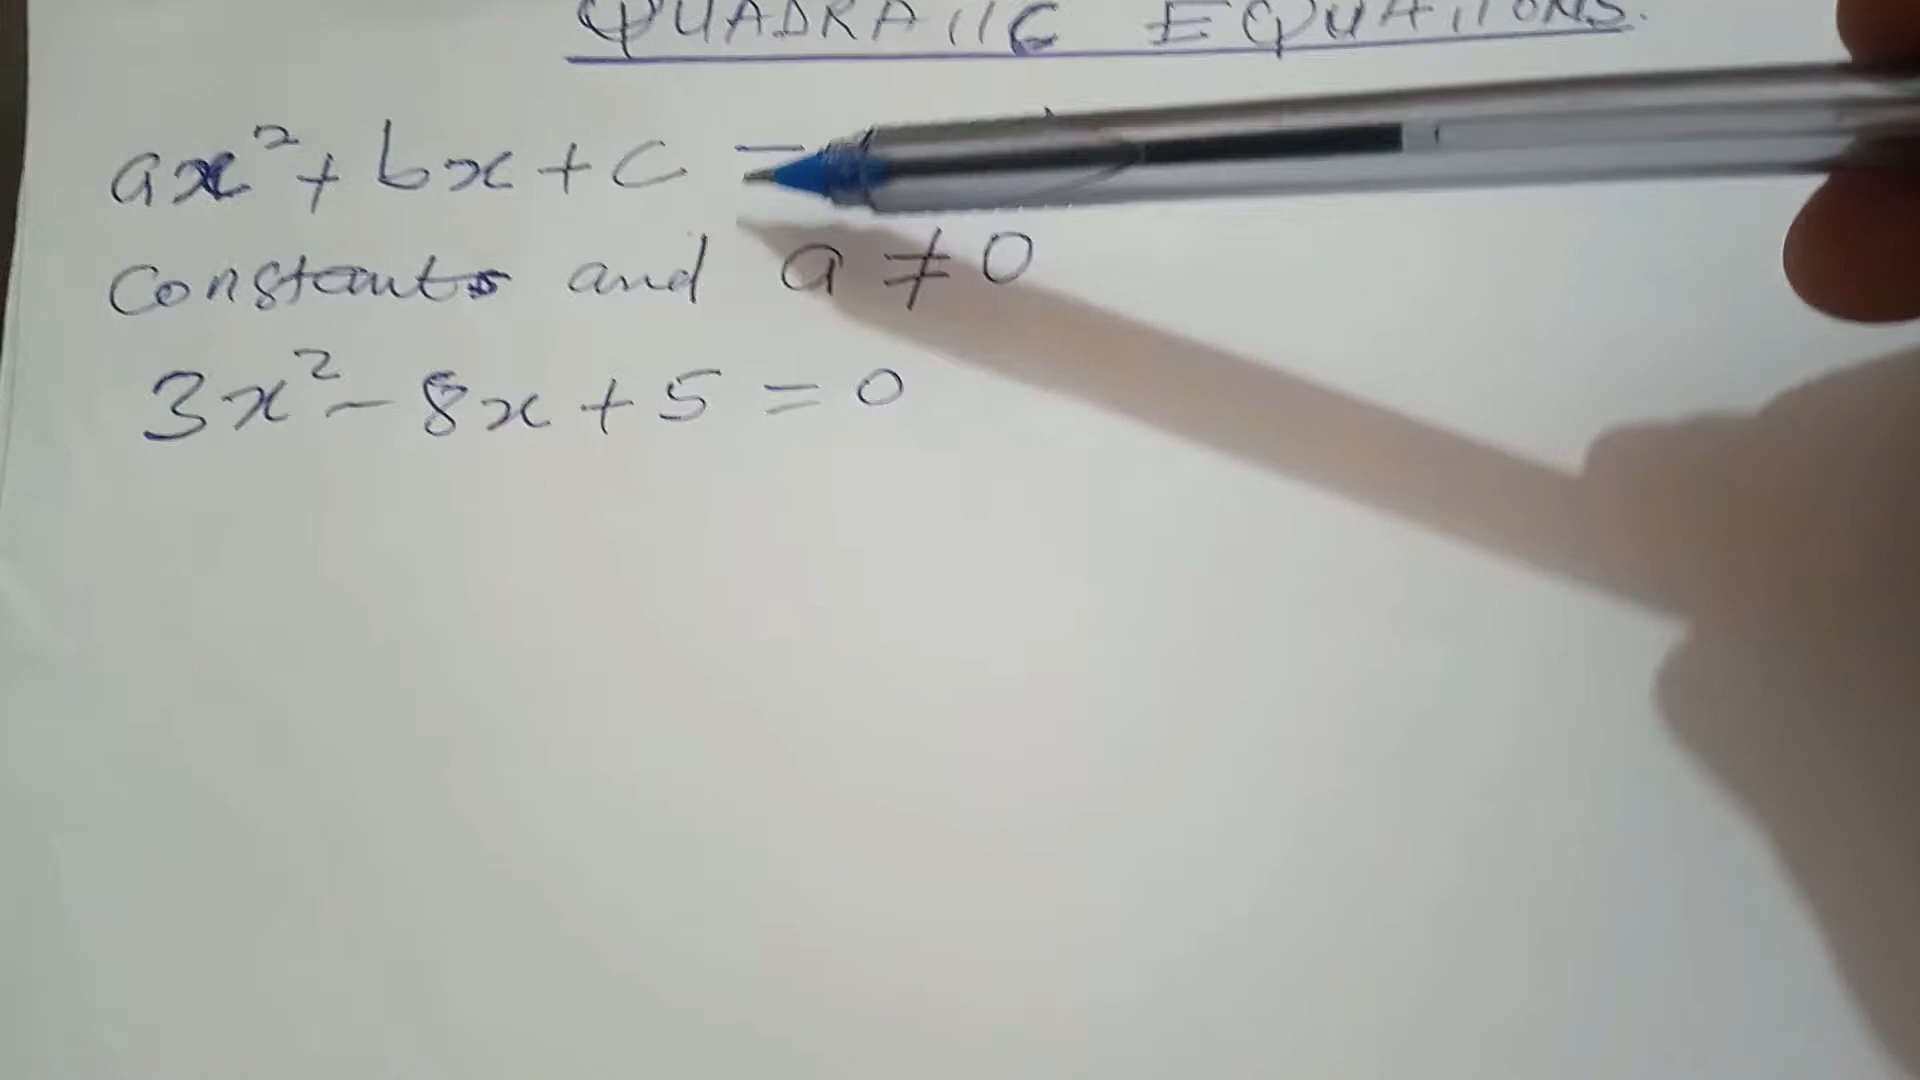 QUADRATIC EQUATIONS.
ax² + bx + c =
Constants and a ≠ 0
3x² - 8x + 5 = 0